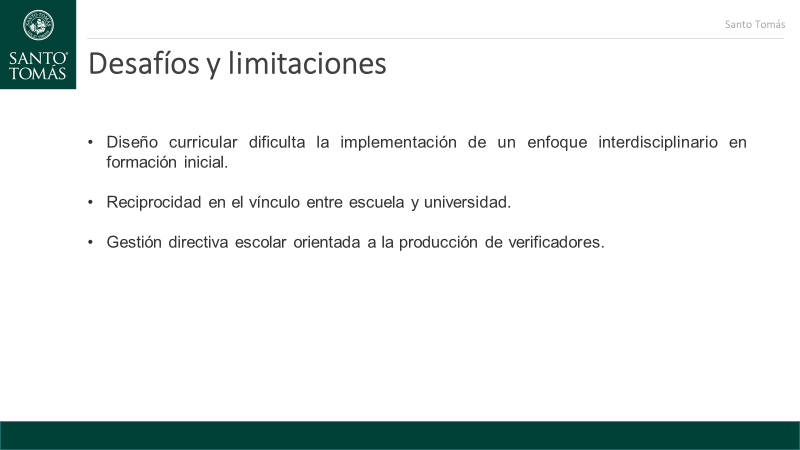 Santo Tomás
SANTO
TOMÁS
Desafíos y limitaciones
• Diseño curricular dificulta la implementación de un enfoque interdisciplinario en
formación inicial.
• Reciprocidad en el vínculo entre escuela y universidad.
• Gestión directiva escolar orientada a la producción de verificadores.